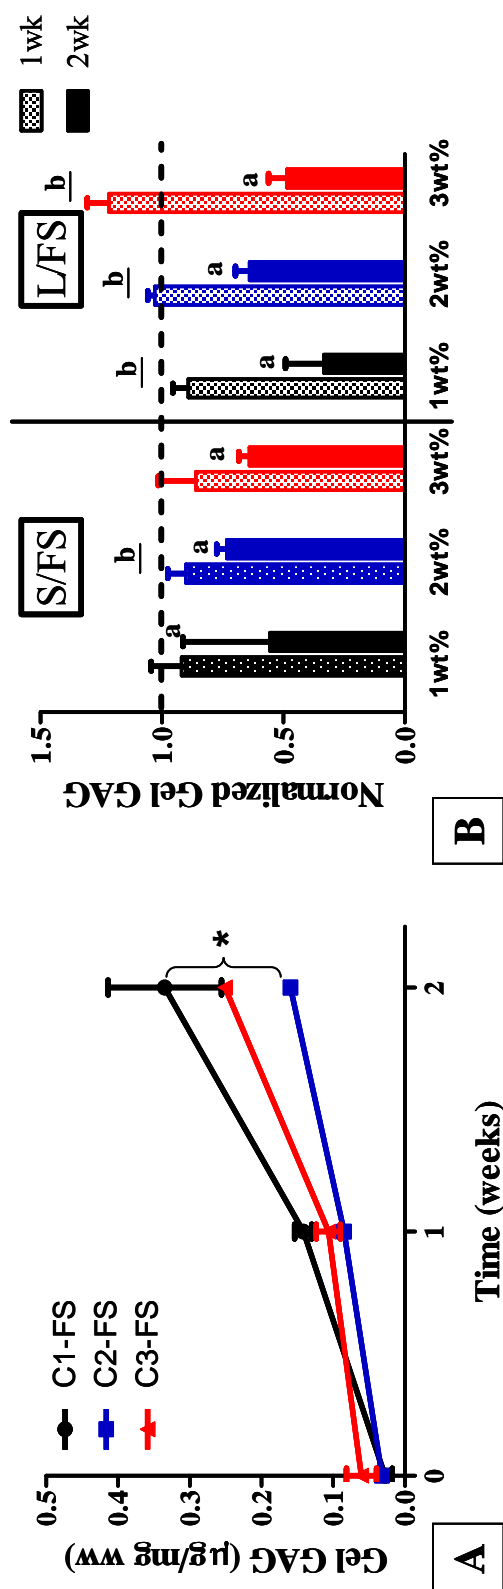 C1-FS
C2-FS
C3-FS
*
0.5
0.4
0.3
0.2
0.1
0.0
Gel GAG (μg/mg ww)
0
1
2
Time (weeks)
A
1wk
2wk
S/FS
L/FS
a
b
a
a
b
a
b
a
b
a
1.5
1.0
0.5
0.0
Normalized Gel GAG
1wt%
2wt%
3wt%
1wt%
2wt%
3wt%
B